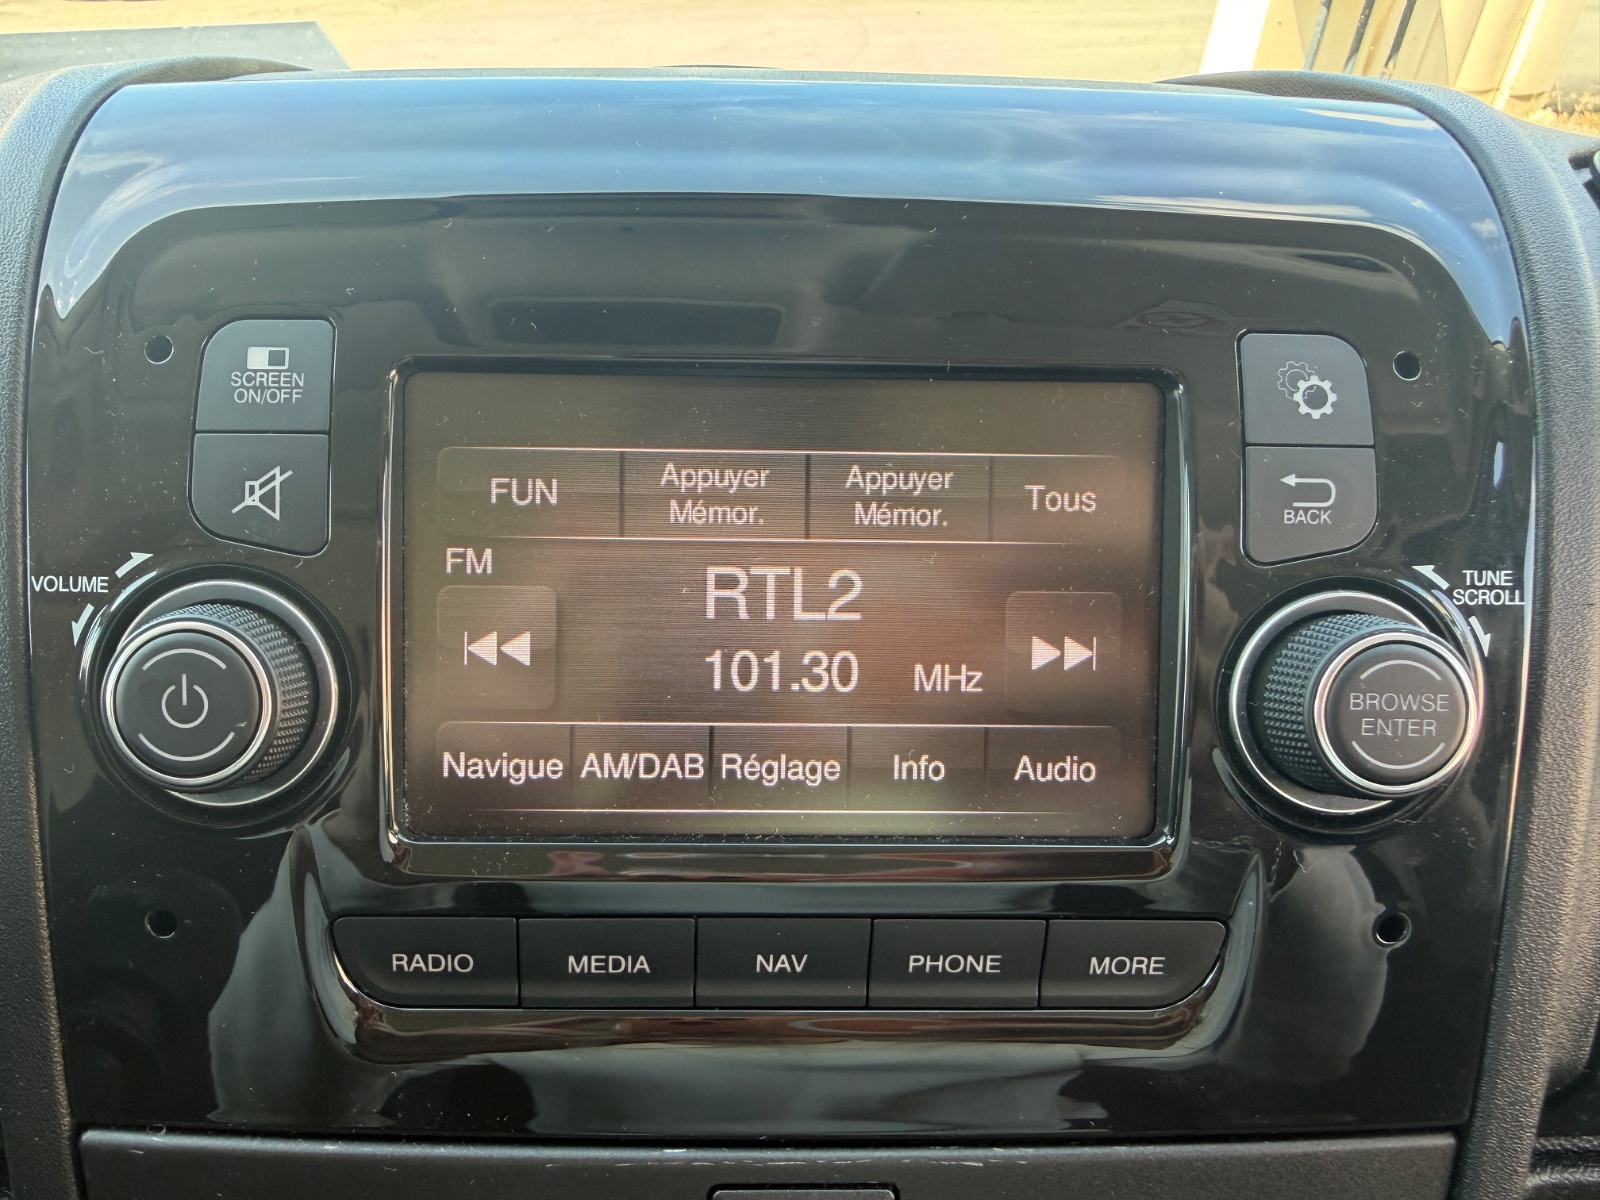 SCREEN
ON/OFF
VOLUME
FUN
Appuyer
Mémor.
Appuyer
Mémor.
Tous
FM
RTL2
101.30 MHz
Navigue
AM/DAB
Réglage
Info
Audio
BACK
TUNE
SCROLL
BROWSE
ENTER
RADIO
MEDIA
NAV
PHONE
MORE